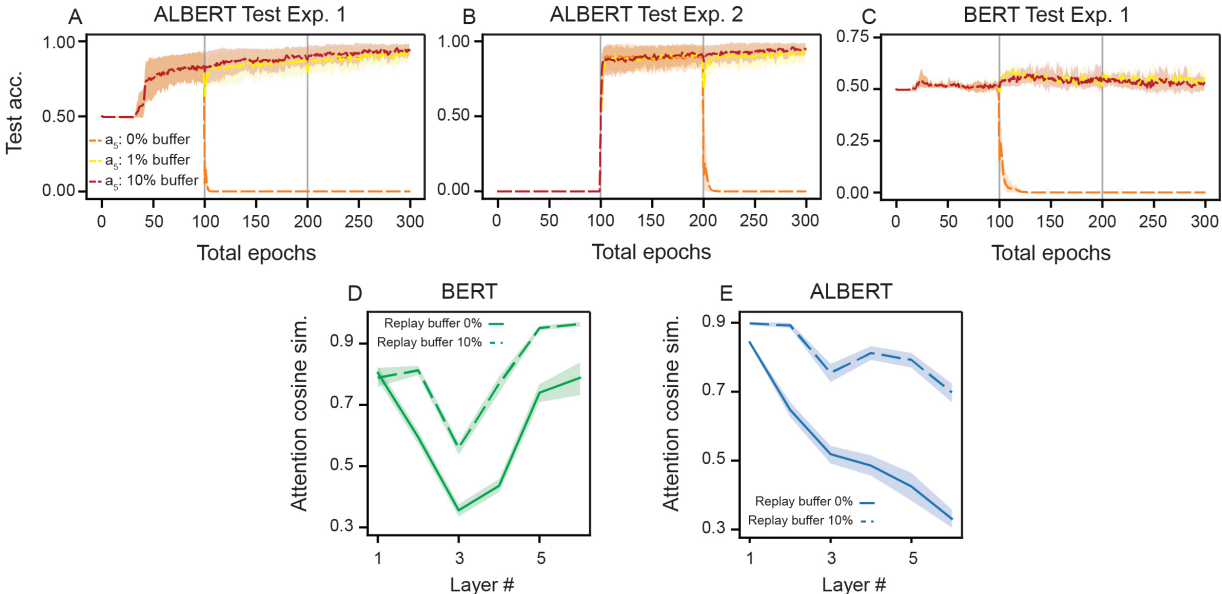 A ALBERT Test Exp. 1
B ALBERT Test Exp. 2
C BERT Test Exp. 1
Test acc.
1.00
0.50
0.00
a5: 0% buffer
a5: 1% buffer
a5: 10% buffer
0 50 100 150 200 250 300
Total epochs
1.00
0.50
0.00
0 50 100 150 200 250 300
Total epochs
0.75
0.50
0.25
0.00
0 50 100 150 200 250 300
Total epochs
D BERT
Attention cosine sim.
0.9
0.7
0.5
0.3
Replay buffer 0%
Replay buffer 10%
1 3 5
Layer #
E ALBERT
Attention cosine sim.
0.9
0.7
0.5
0.3
Replay buffer 0%
Replay buffer 10%
1 3 5
Layer #